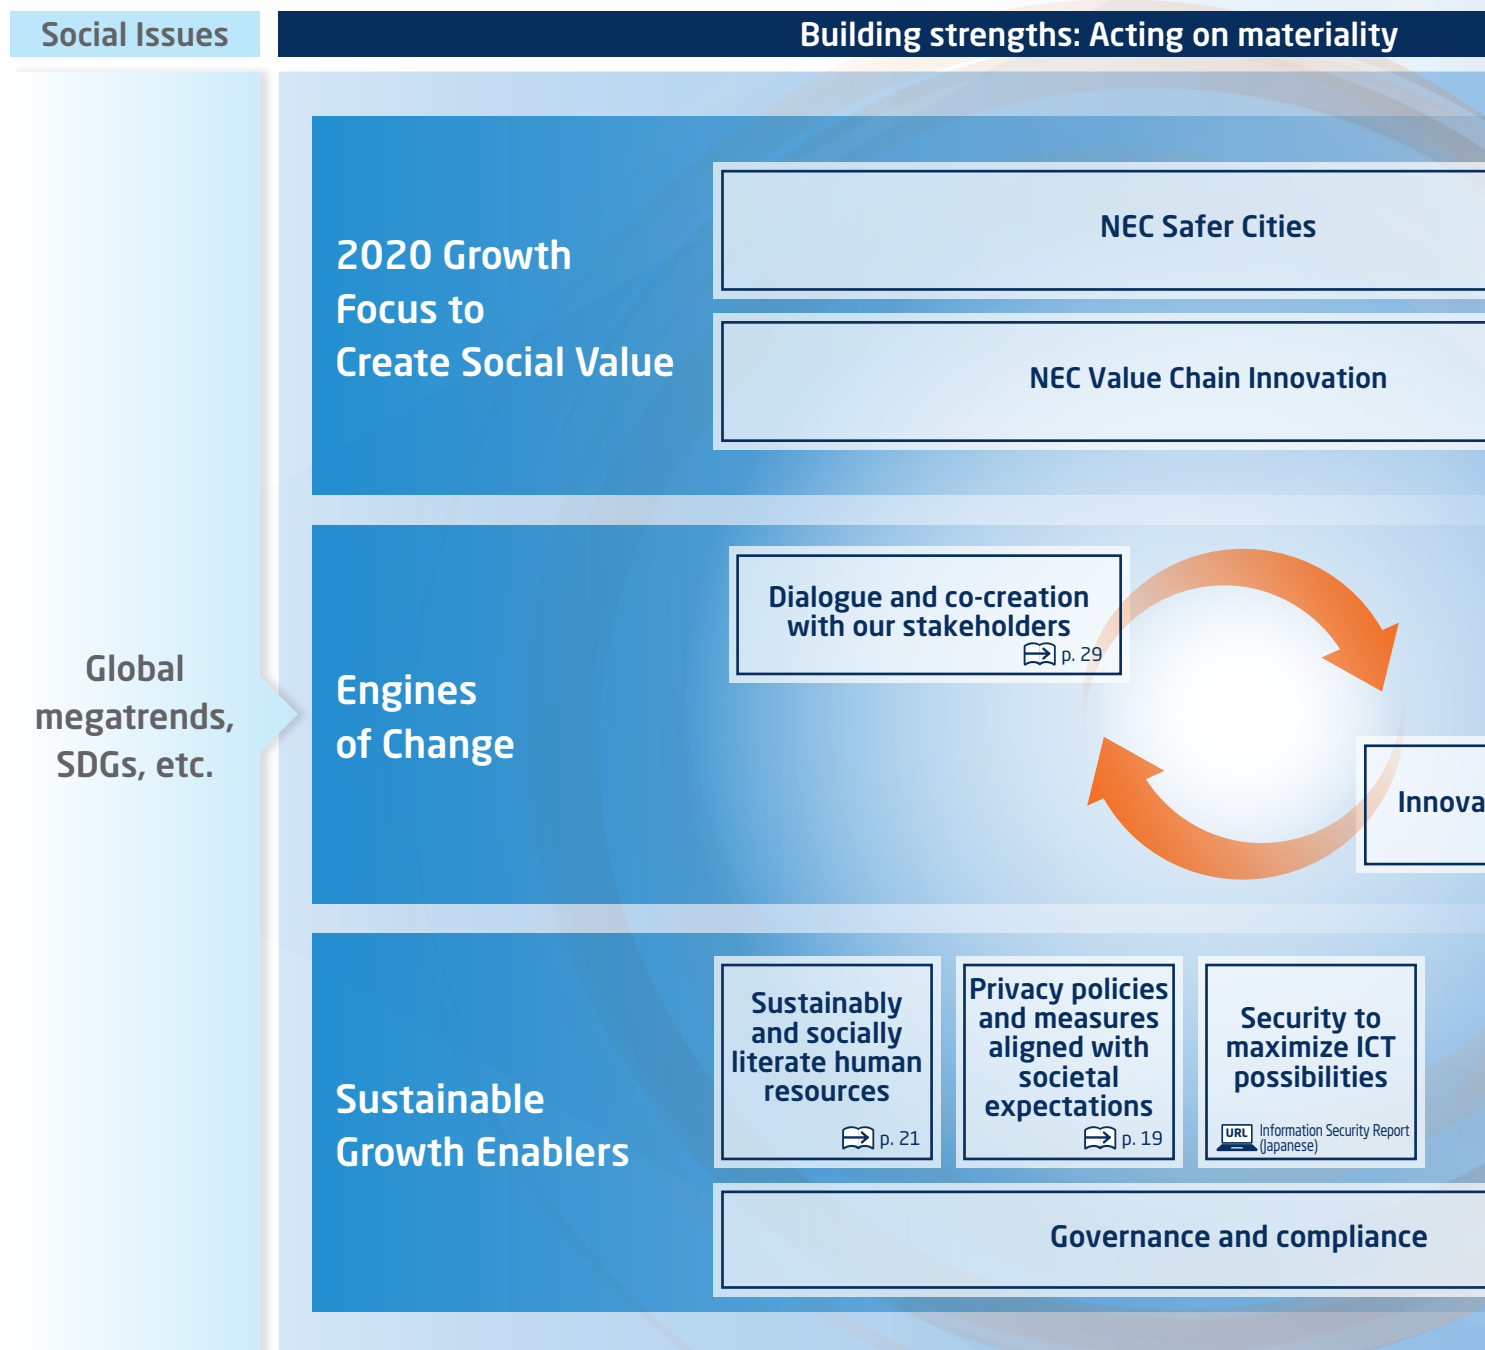 Social Issues
Building strengths: Acting on materiality
2020 Growth
Focus to
Create Social Value
NEC Safer Cities
NEC Value Chain Innovation
Global
megatrends,
SDGs, etc.
Engines
of Change
Dialogue and co-creation
with our stakeholders
p. 29
Innova
Sustainable
Growth Enablers
Sustainably
and socially
literate human
resources
p. 21
Privacy policies
and measures
aligned with
societal
expectations
p. 19
Security to
maximize ICT
possibilities
URL Information Security Report
(Japanese)
Governance and compliance